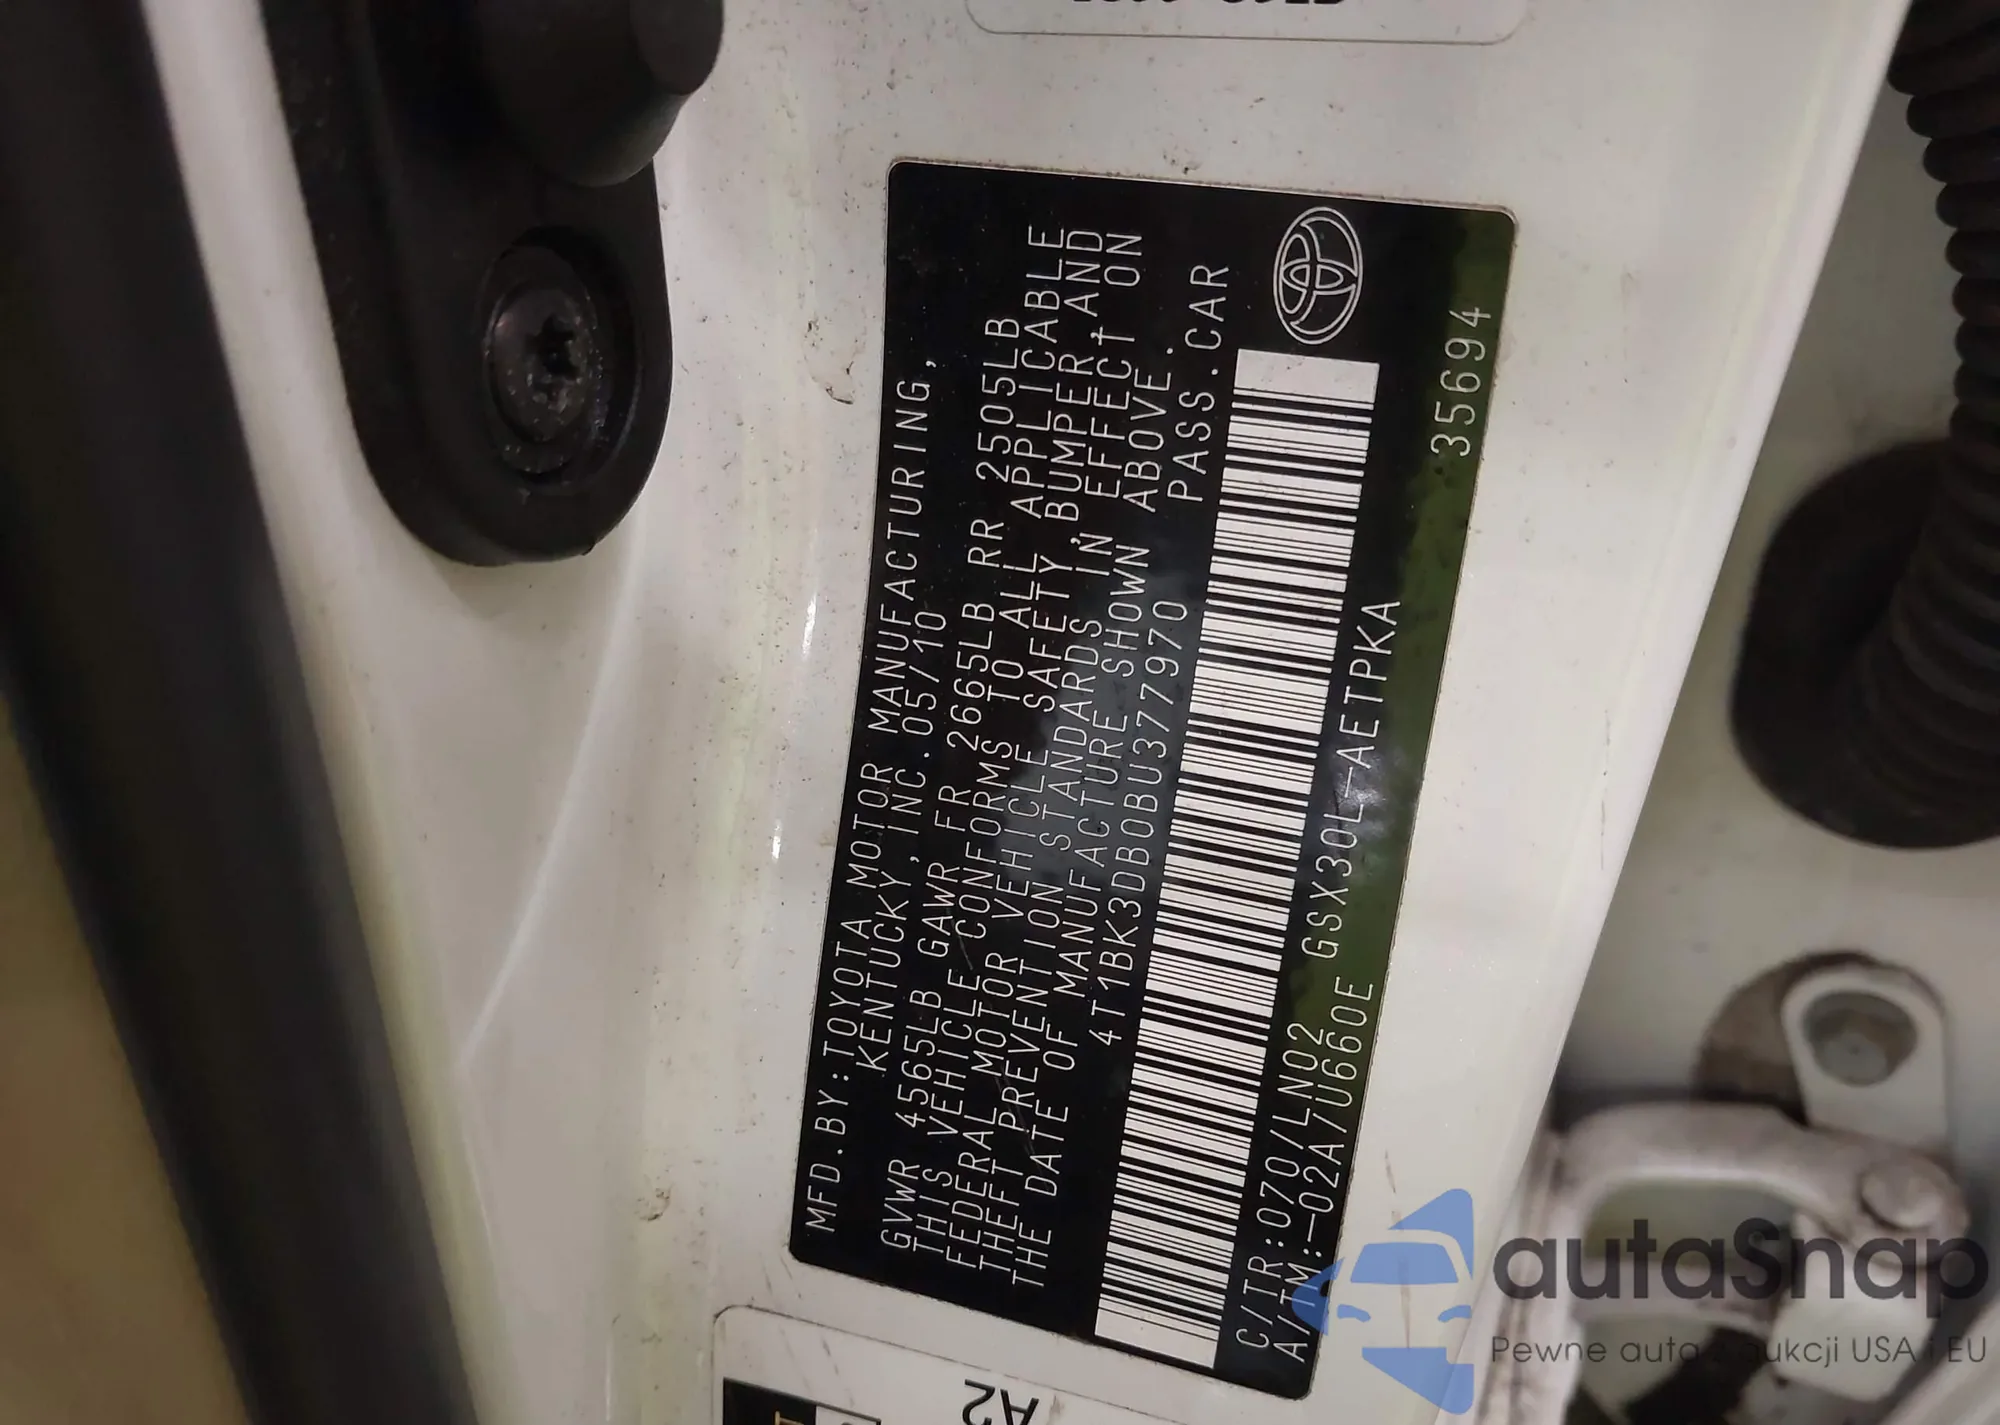 MFD.BY:TOYOTA MOTOR MANUFACTURING,
KENTUCKY,INC.05/10
GVWR 4565LB GAWR FR 2665LB RR 2505LB
THIS VEHICLE CONFORMS TO ALL APPLICABLE
FEDERAL MOTOR VEHICLE SAFETY,BUMPER,AND
THEFT PREVENTION STANDARDS IN EFFECT ON
THE DATE OF MANUFACTURE SHOWN ABOVE.
4T1BK3DB0BU377970 PASS.CAR
C/TR:070/LN02
A/TM:-02A/U660E GSX30L-AETPKA 35694
A2
autaSnap
Pewne auta z aukcji USA i EU